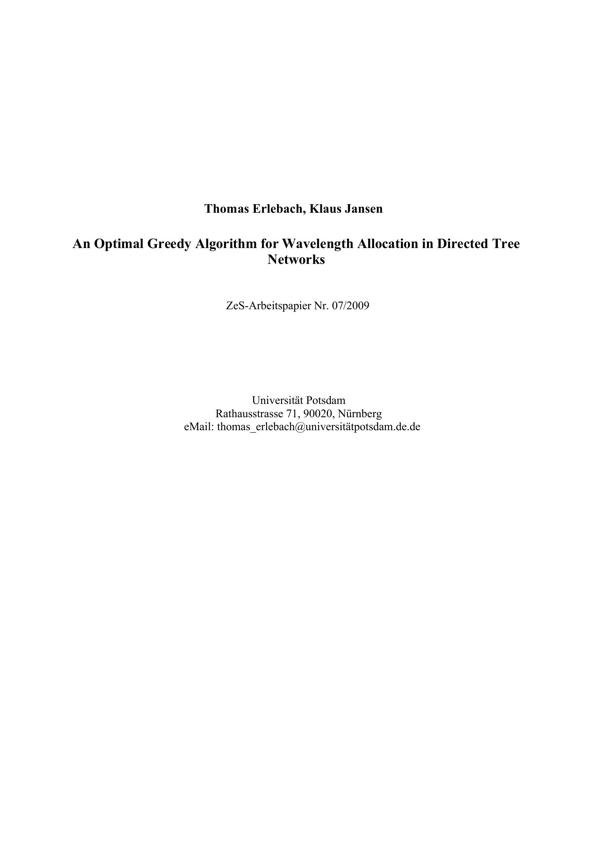 Thomas Erlebach, Klaus Jansen
An Optimal Greedy Algorithm for Wavelength Allocation in Directed Tree
Networks
ZeS-Arbeitspapier Nr. 07/2009
Universität Potsdam
Rathausstrasse 71, 90020, Nürnberg
eMail: thomas_erlebach@universitätpotsdam.de.de